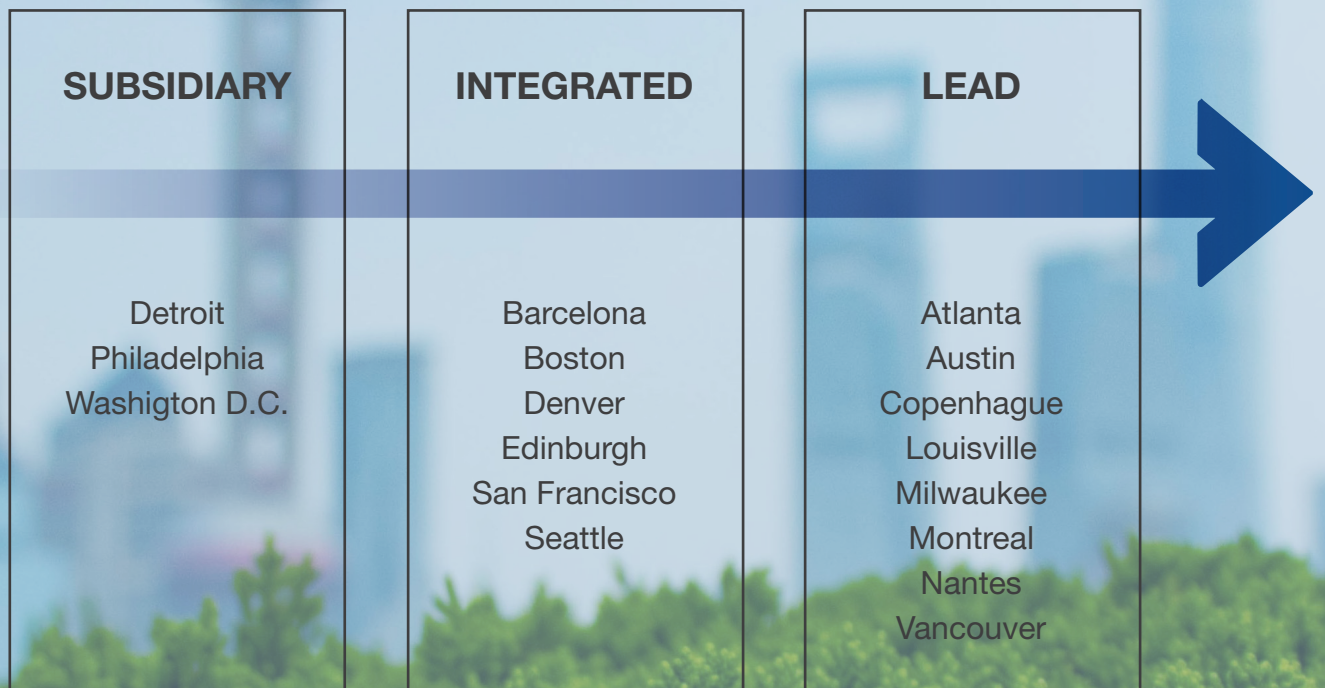 SUBSIDIARY
Detroit
Philadelphia
Washigton D.C.
INTEGRATED
Barcelona
Boston
Denver
Edinburgh
San Francisco
Seattle
LEAD
Atlanta
Austin
Copenhague
Louisville
Milwaukee
Montreal
Nantes
Vancouver